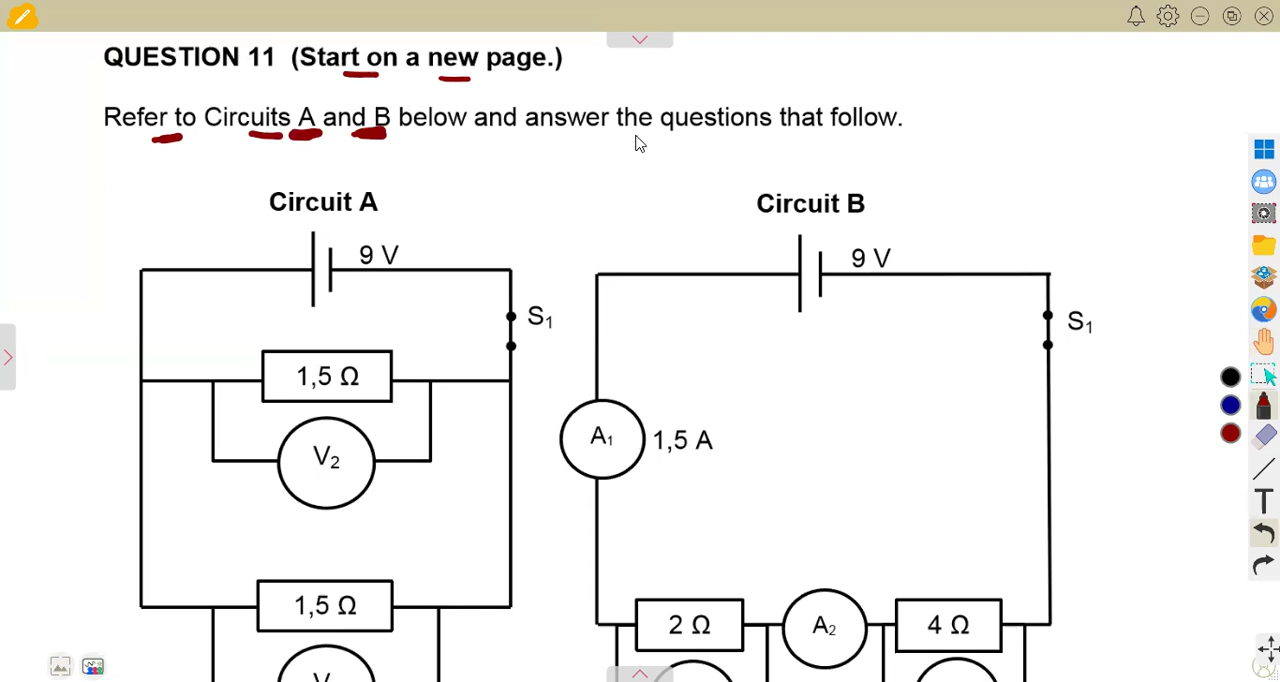 QUESTION 11 (Start on a new page.)
Refer to Circuits A and B below and answer the questions that follow.
Circuit A
Circuit B
9 V
9 V
S₁
S₁
1,5 Ω
V₂
A₁
1,5 A
1,5 Ω
2 Ω
A₂
4 Ω
V
T